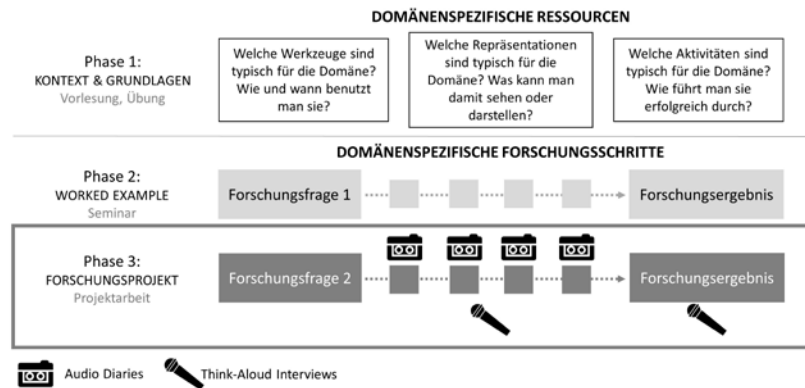 DOMÄNENSPEZIFISCHE RESSOURCEN
Phase 1:
KONTEXT & GRUNDLAGEN
Vorlesung, Übung
Welche Werkzeuge sind
typisch für die Domäne?
Wie und wann benutzt
man sie?
Welche Repräsentationen
sind typisch für die
Domäne? Was kann man
damit sehen oder
darstellen?
Welche Aktivitäten sind
typisch für die Domäne?
Wie führt man sie
erfolgreich durch?
DOMÄNENSPEZIFISCHE FORSCHUNGSSCHRITTE
Phase 2:
WORKED EXAMPLE
Seminar
Forschungsfrage 1
Forschungsergebnis
Phase 3:
FORSCHUNGSPROJEKT
Projektarbeit
Forschungsfrage 2
Forschungsergebnis
Audio Diaries
Think-Aloud Interviews